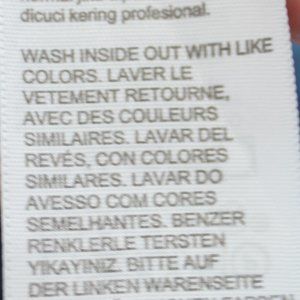 dicuci kering profesional.
WASH INSIDE OUT WITH LIKE
COLORS. LAVER LE
VETEMENT RETOURNE,
AVEC DES COULEURS
SIMILAIRES. LAVAR DEL
REVÉS, CON COLORES
SIMILARES. LAVAR DO
AVESSO COM CORES
SEMELHANTES. BENZER
RENKLERLE TERSTEN
YIKAYINIZ. BITTE AUF
DER LINKEN WARENSEITE